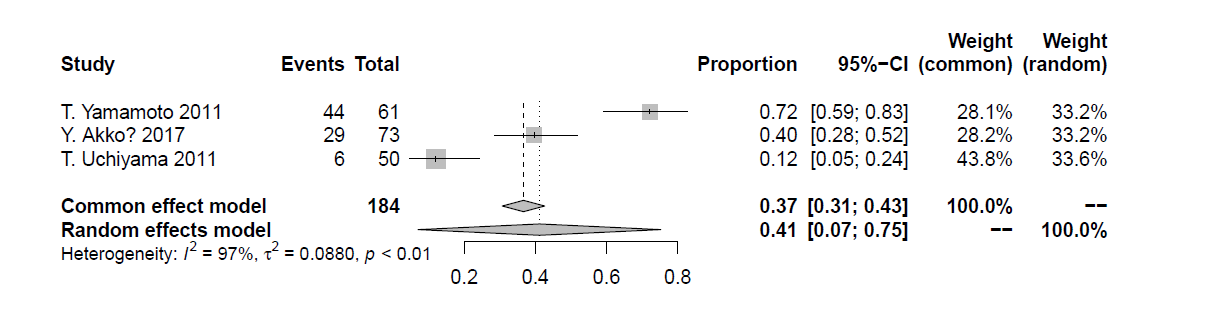 Weight Weight
Study Events Total Proportion 95%−CI (common) (random)
T. Yamamoto 2011 44 61 0.72 [0.59; 0.83] 28.1% 33.2%
Y. Akko? 2017 29 73 0.40 [0.28; 0.52] 28.2% 33.2%
T. Uchiyama 2011 6 50 0.12 [0.05; 0.24] 43.8% 33.6%
Common effect model 184 0.37 [0.31; 0.43] 100.0% −−
Random effects model 0.41 [0.07; 0.75] −− 100.0%
Heterogeneity: I² = 97%, τ² = 0.0880, p < 0.01
0.2 0.4 0.6 0.8